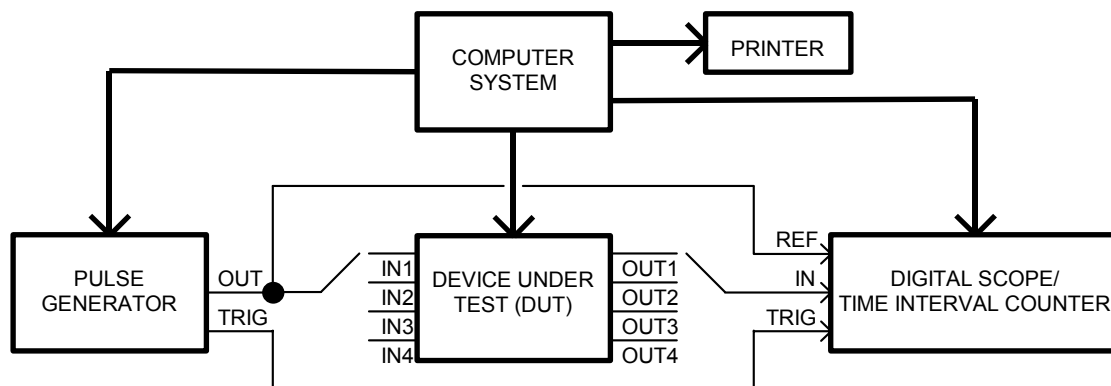 COMPUTER
SYSTEM
PRINTER
PULSE
GENERATOR
OUT
TRIG
IN1
IN2
IN3
IN4
DEVICE UNDER
TEST (DUT)
OUT1
OUT2
OUT3
OUT4
REF
IN
TRIG
DIGITAL SCOPE/
TIME INTERVAL COUNTER